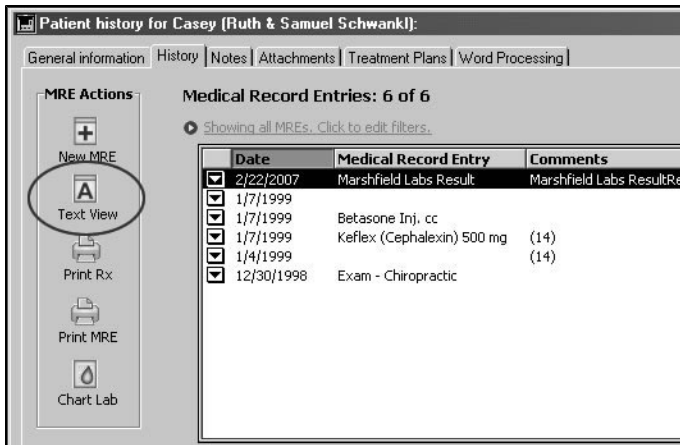 Patient history for Casey (Ruth & Samuel Schwankl):
General information History Notes Attachments Treatment Plans Word Processing
MRE Actions
New MRE
A
Text View
Print Rx
Print MRE
Chart Lab
Medical Record Entries: 6 of 6
Showing all MREs. Click to edit filters.
Date Medical Record Entry Comments
2/22/2007 Marshfield Labs Result Marshfield Labs ResultRe
1/7/1999
1/7/1999 Betasone Inj. cc
1/7/1999 Keflex (Cephalexin) 500 mg (14)
1/4/1999 (14)
12/30/1998 Exam - Chiropractic